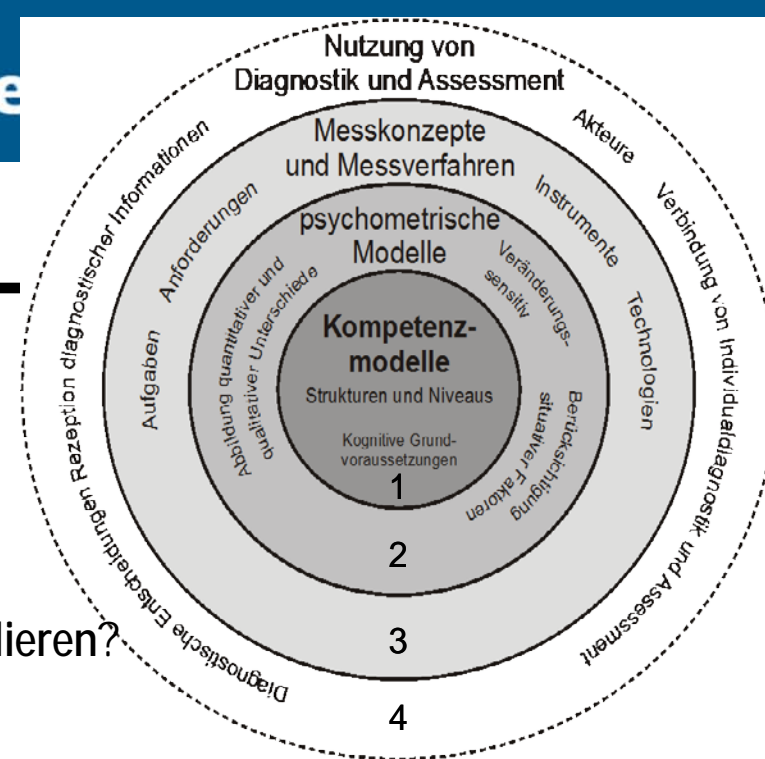 e
Nutzung von
Diagnostik und Assessment
Akteure
Verbindung von Individualdiagnostik und Assessment
Rezeption diagnostischer Informationen
Diagnostische Entscheidungen
Messkonzepte
und Messverfahren
Anforderungen
Aufgaben
Instrumente
Technologien
psychometrische
Modelle
Abbildung quantitativer und
qualitativer Unterschiede
Veränderungs-
sensitiv
Berücksichtigung
situativer Faktoren
Kompetenz-
modelle
Strukturen und Niveaus
Kognitive Grund-
voraussetzungen
1
2
3
4
lieren?